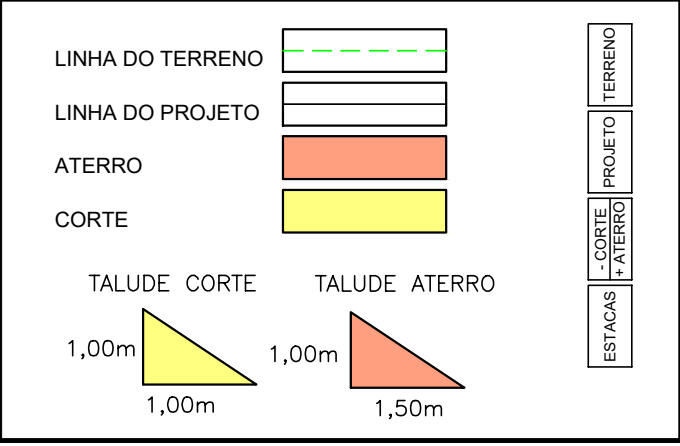 LINHA DO TERRENO
LINHA DO PROJETO
ATERRO
CORTE
TALUDE CORTE
1,00m
1,00m
TALUDE ATERRO
1,00m
1,50m
TERRENO
PROJETO
- CORTE
+ ATERRO
ESTACAS